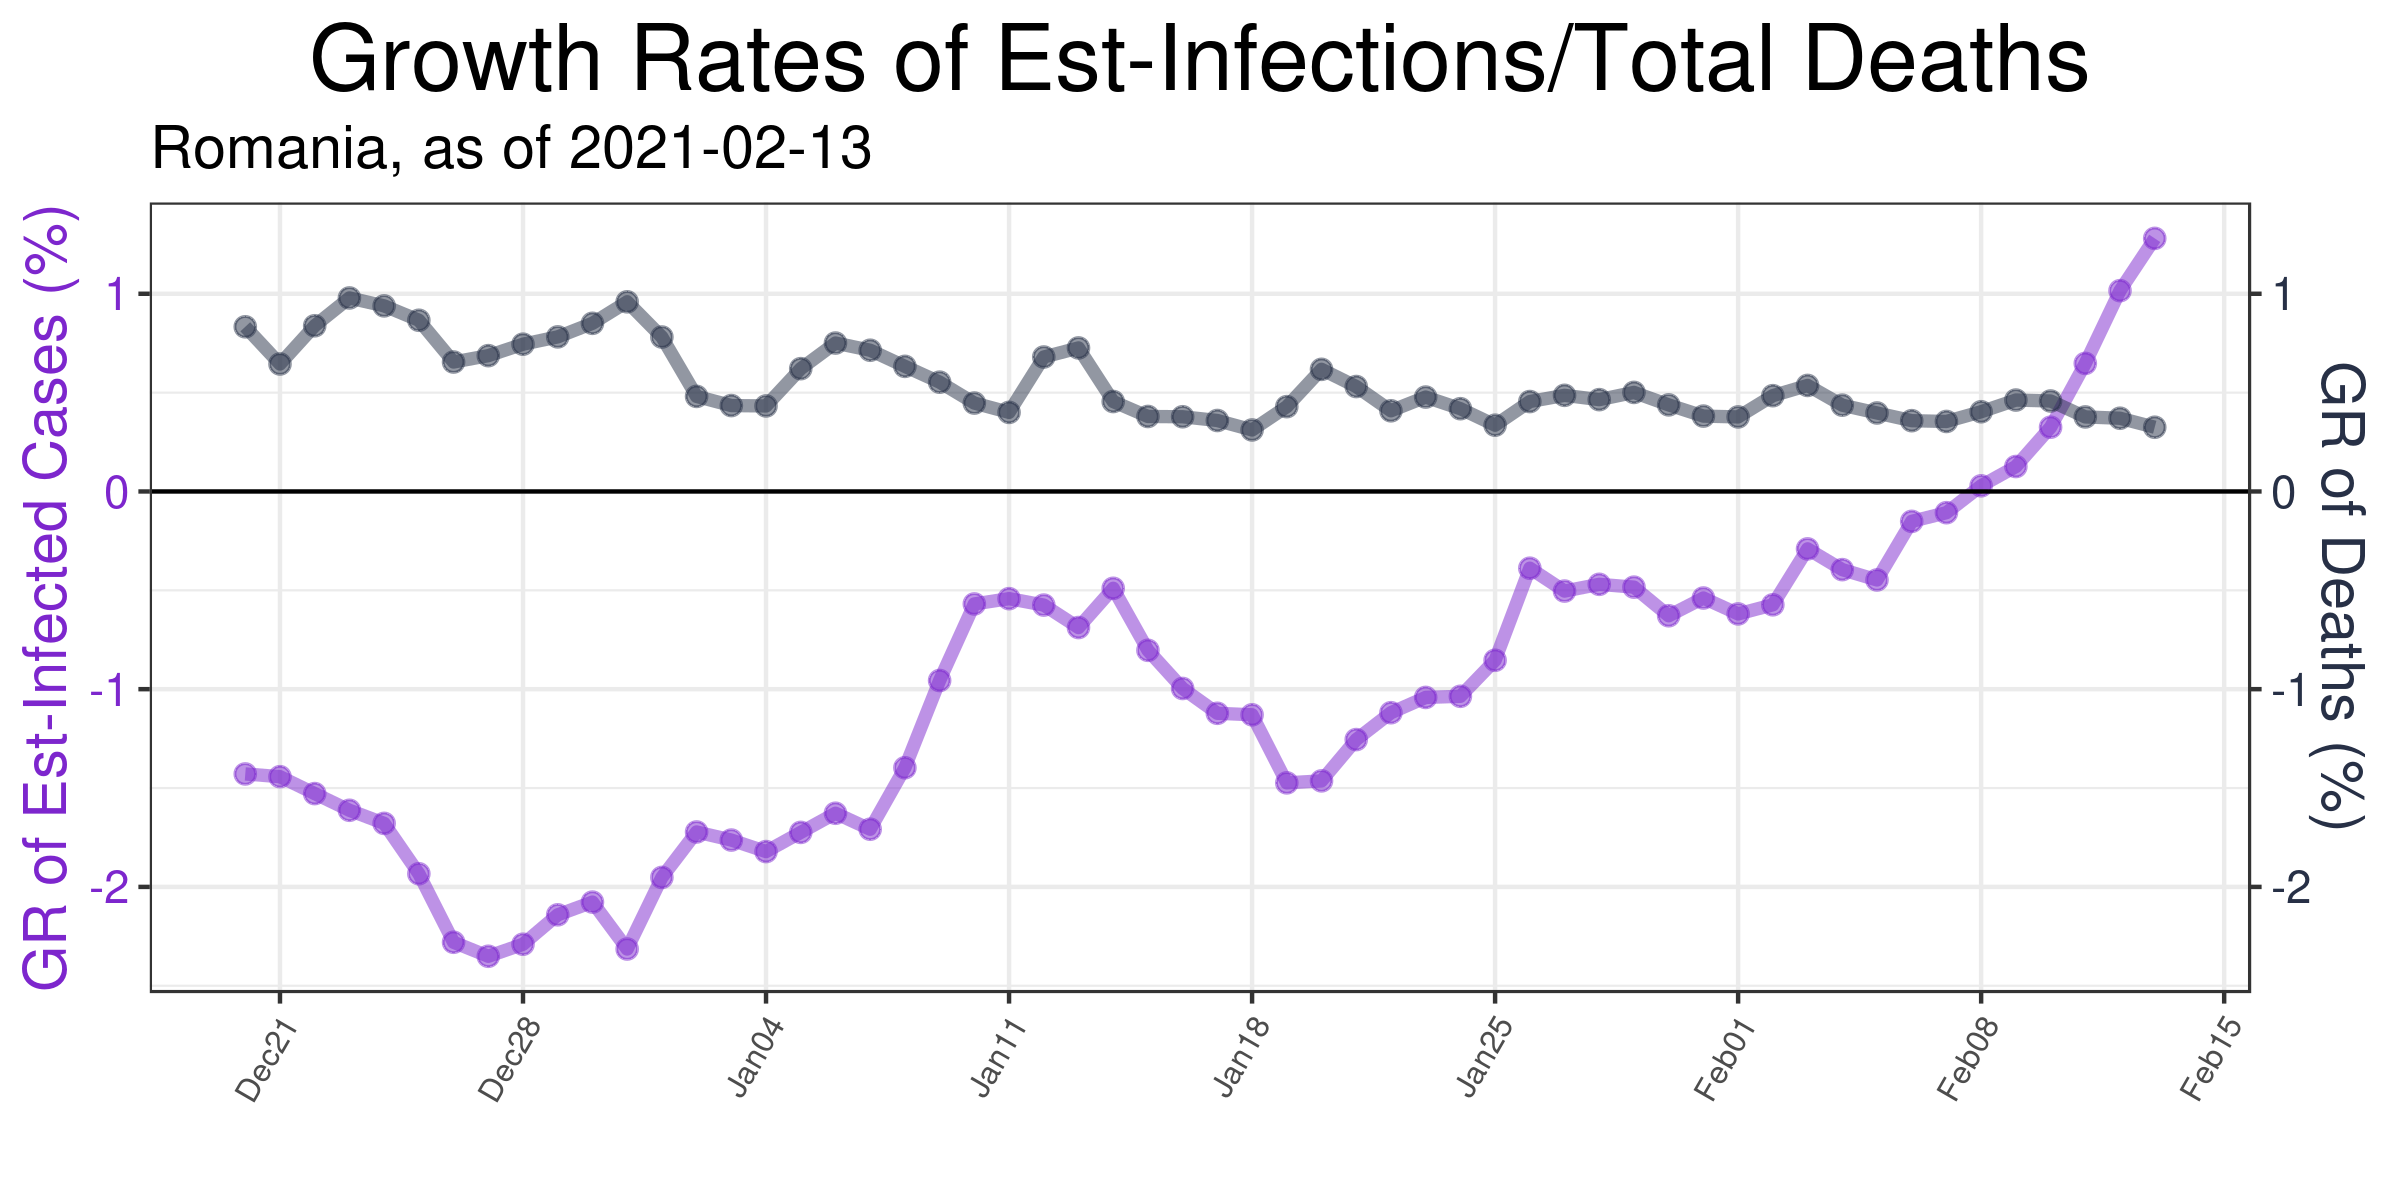 Growth Rates of Est-Infections/Total Deaths
Romania, as of 2021-02-13
GR of Est-Infected Cases (%)
1
0
-1
-2
1
0
-1
-2
GR of Deaths (%)
Dec21
Dec28
Jan04
Jan11
Jan18
Jan25
Feb01
Feb08
Feb15